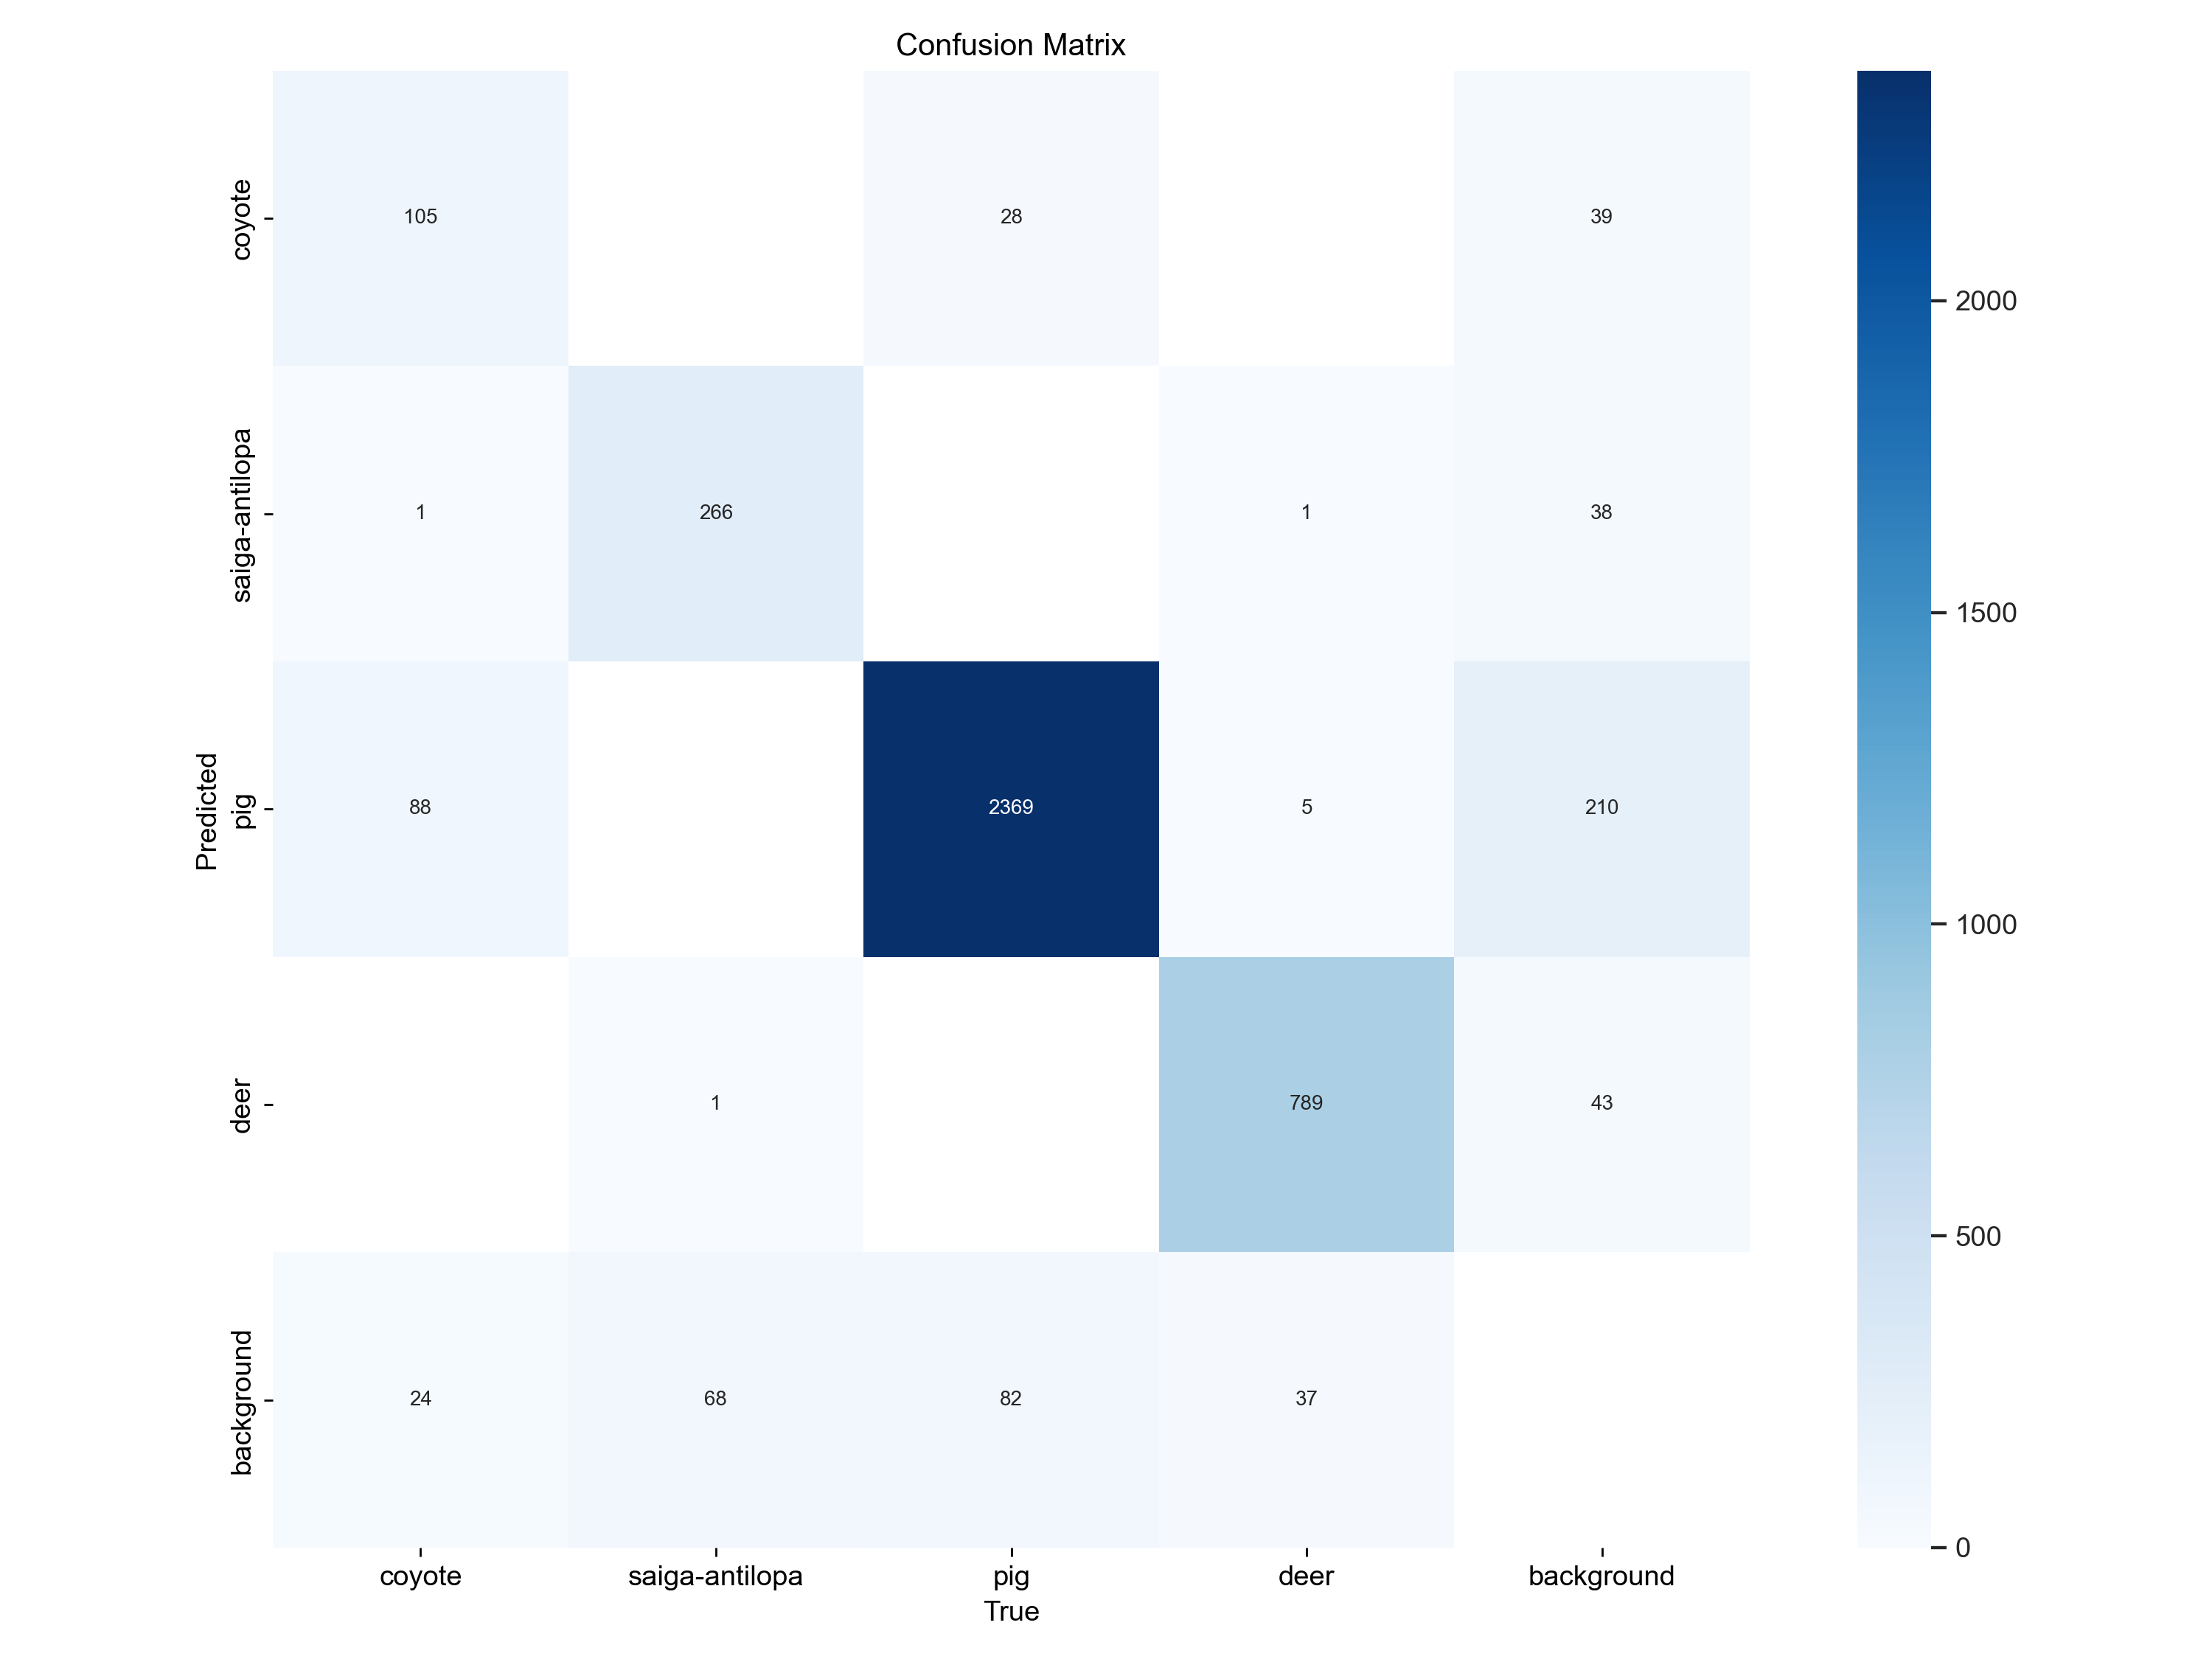 Confusion Matrix
coyote
105
28
39
saiga-antilopa
1
266
1
38
Predicted
pig
88
2369
5
210
deer
1
789
43
background
24
68
82
37
coyote
saiga-antilopa
pig
deer
background
True
2000
1500
1000
500
0